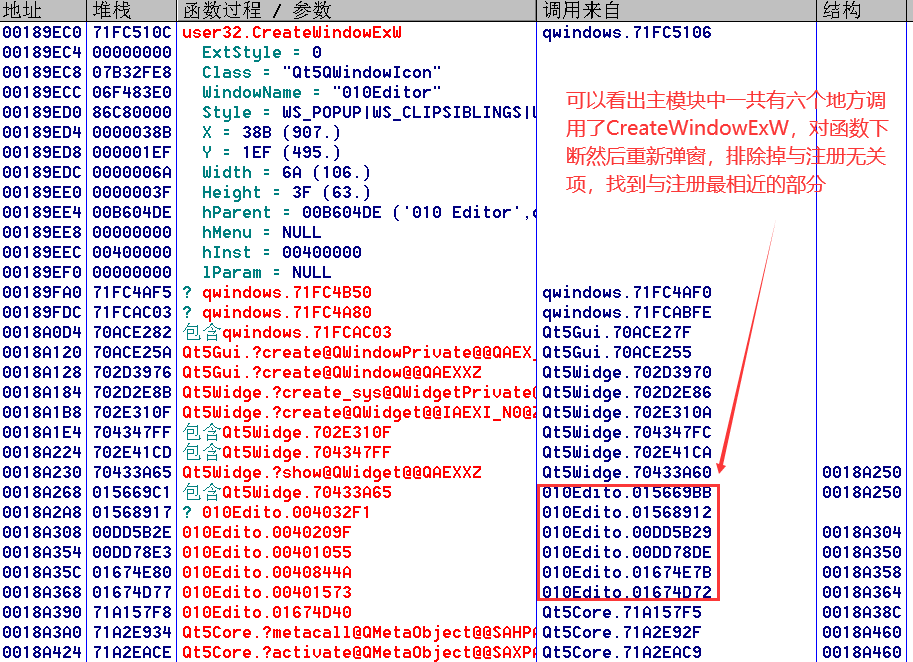 地址 堆栈 函数过程 / 参数 调用来自 结构
00189EC0 71FC510C user32.CreateWindowExW qwindows.71FC5106
00189EC4 00000000 ExtStyle = 0
00189EC8 07B32FE8 Class = "Qt5QWindowIcon"
00189ECC 06F483E0 WindowName = "010Editor"
00189ED0 86C80000 Style = WS_POPUP|WS_CLIPSIBLINGS|
00189ED4 0000038B X = 38B (907.)
00189ED8 000001EF Y = 1EF (495.)
00189EDC 0000006A Width = 6A (106.)
00189EE0 0000003F Height = 3F (63.)
00189EE4 00B604DE hParent = 00B604DE ('010 Editor',
00189EE8 00000000 hMenu = NULL
00189EEC 00400000 hInst = 00400000
00189EF0 00000000 lParam = NULL
可以看出主模块中一共有六个地方调
用了CreateWindowExW，对函数下
断然后重新弹窗，排除掉与注册无关
项，找到与注册最相近的部分
00189FA0 71FC4AF5 ? qwindows.71FC4B50 qwindows.71FC4AF0
00189FDC 71FCAC03 ? qwindows.71FC4A80 qwindows.71FCABFE
0018A0D4 70ACE282 包含qwindows.71FCAC03 Qt5Gui.70ACE27F
0018A120 70ACE25A Qt5Gui.?create@QWindowPrivate@@QAEX_ Qt5Gui.70ACE255
0018A128 702D3976 Qt5Gui.?create@QWindow@@QAEXXZ Qt5Widge.702D3970
0018A184 702D2E8B Qt5Widge.?create_sys@QWidgetPrivate@ Qt5Widge.702D2E86
0018A1B8 702E310F Qt5Widge.?create@QWidget@@IAEXI_N0@Z Qt5Widge.702E310A
0018A1E4 704347FF 包含Qt5Widge.702E310F Qt5Widge.704347FC
0018A224 702E41CD 包含Qt5Widge.704347FF Qt5Widge.702E41CA
0018A230 70433A65 Qt5Widge.?show@QWidget@@QAEXXZ Qt5Widge.70433A60 0018A250
0018A268 015669C1 包含Qt5Widge.70433A65 010Edito.015669BB 0018A250
0018A2A8 01568917 ? 010Edito.004032F1 010Edito.01568912
0018A308 00DD5B2E 010Edito.0040209F 010Edito.00DD5B29 0018A304
0018A354 00DD78E3 010Edito.00401055 010Edito.00DD78DE 0018A350
0018A35C 01674E80 010Edito.0040844A 010Edito.01674E7B 0018A358
0018A368 01674D77 010Edito.00401573 010Edito.01674D72 0018A364
0018A390 71A157F8 010Edito.01674D40 Qt5Core.71A157F5 0018A38C
0018A3A0 71A2E934 Qt5Core.?metacall@QMetaObject@@SAHP Qt5Core.71A2E92F 0018A460
0018A424 71A2EACE Qt5Core.?activate@QMetaObject@@SAXP Qt5Core.71A2EAC9 0018A460